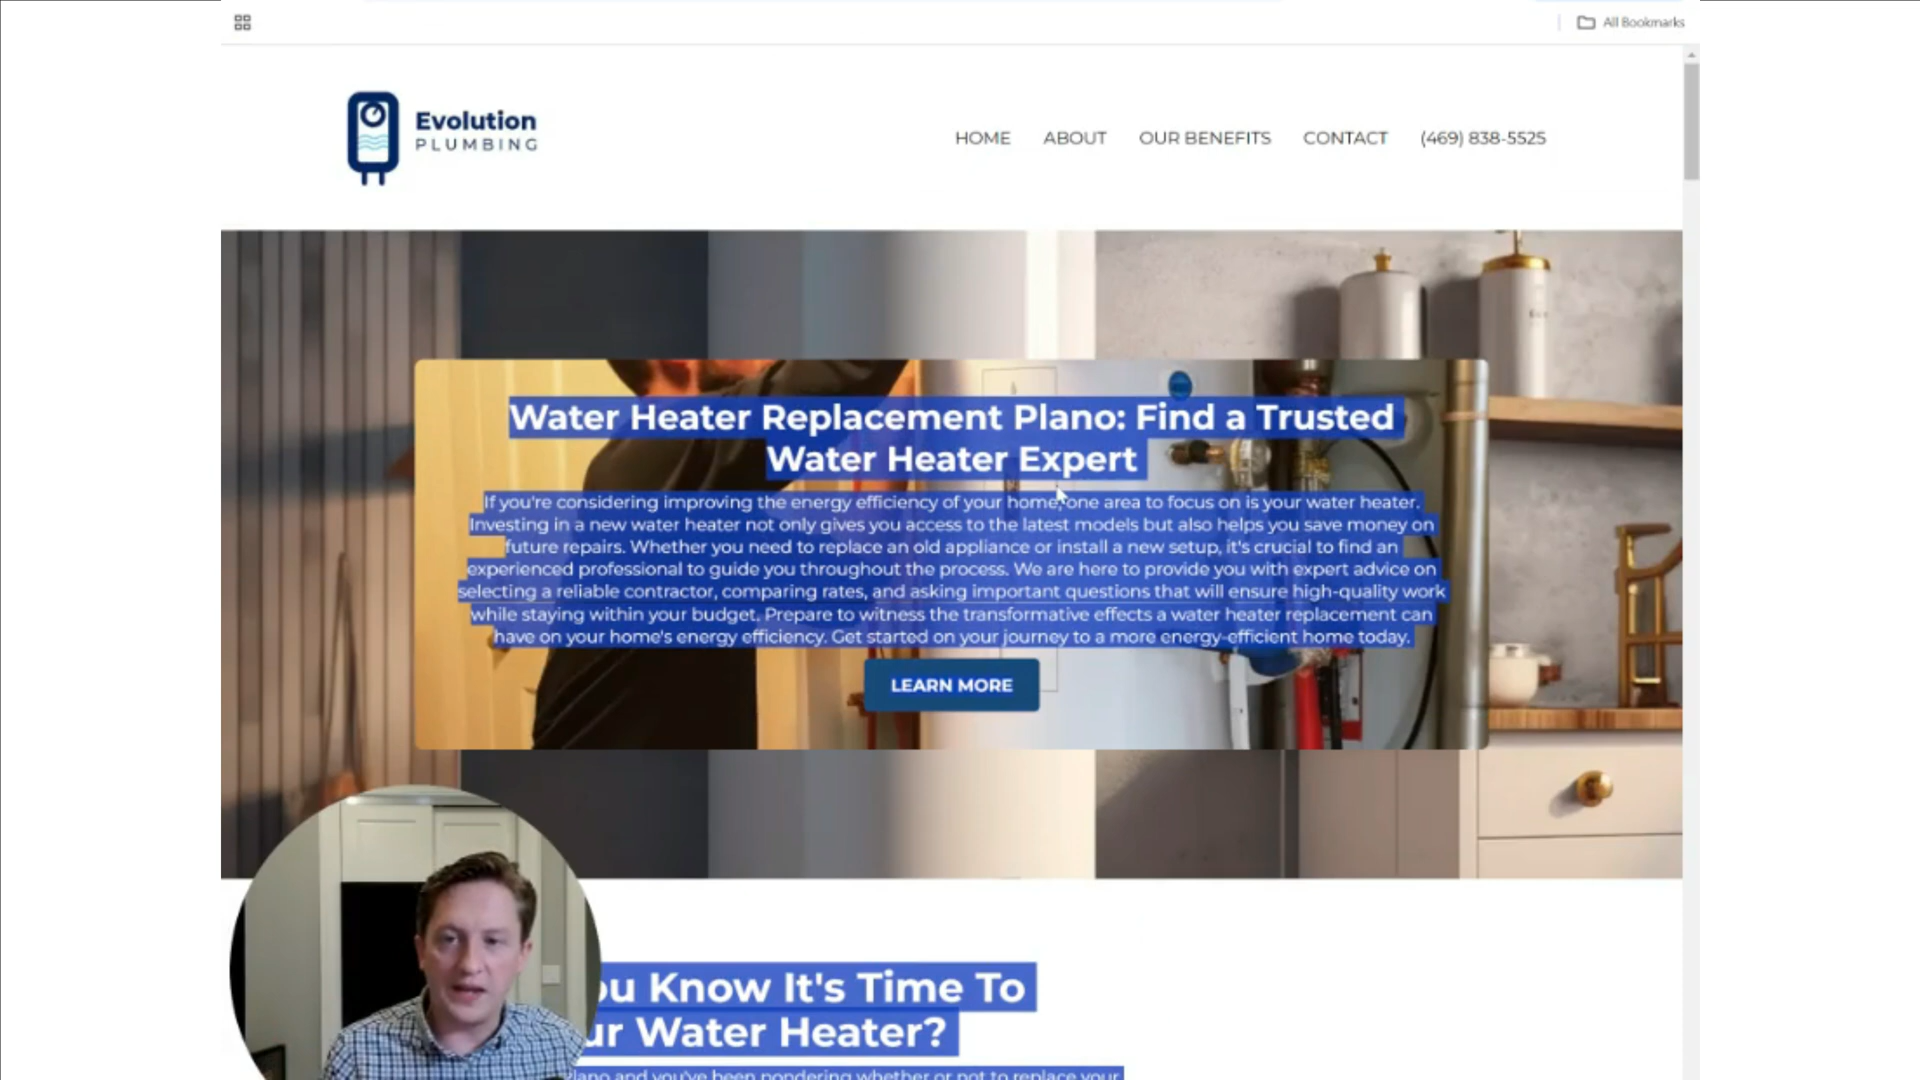 All Bookmarks
Evolution
PLUMBING
HOME ABOUT OUR BENEFITS CONTACT (469) 838-5525
Water Heater Replacement Plano: Find a Trusted
Water Heater Expert
If you're considering improving the energy efficiency of your home, one area to focus on is your water heater.
Investing in a new water heater not only gives you access to the latest models but also helps you save money on
future repairs. Whether you need to replace an old appliance or install a new setup, it's crucial to find an
experienced professional to guide you throughout the process. We are here to provide you with expert advice on
selecting a reliable contractor, comparing rates, and asking important questions that will ensure high-quality work
while staying within your budget. Prepare to witness the transformative effects a water heater replacement can
have on your home's energy efficiency. Get started on your journey to a more energy-efficient home today.
LEARN MORE
ou Know It's Time To
ur Water Heater?
lano and you've been pondering whether or not to replace your